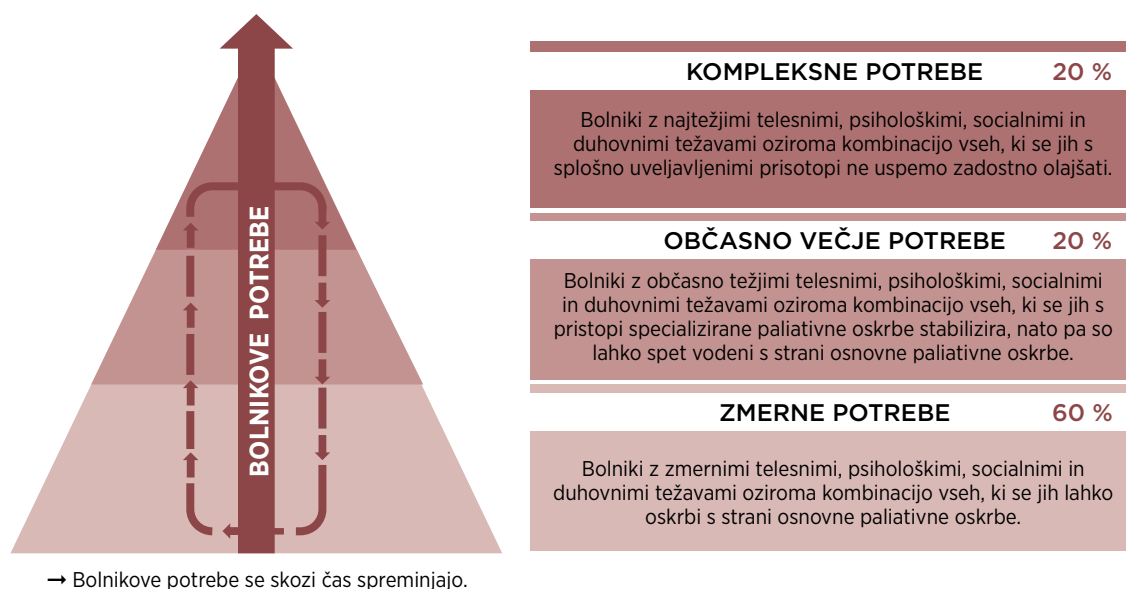 BOLNIKOVE POTREBE
→ Bolnikove potrebe se skozi čas spreminjajo.
KOMPLEKSNE POTREBE 20 %
Bolniki z najtežjimi telesnimi, psihološkimi, socialnimi in
duhovnimi težavami oziroma kombinacijo vseh, ki se jih s
splošno uveljavljenimi prisotopi ne uspemo zadostno olajšati.
OBČASNO VEČJE POTREBE 20 %
Bolniki z občasno težjimi telesnimi, psihološkimi, socialnimi
in duhovnimi težavami oziroma kombinacijo vseh, ki se jih s
pristopi specializirane paliativne oskrbe stabilizira, nato pa so
lahko spet vodeni s strani osnovne paliativne oskrbe.
ZMERNE POTREBE 60 %
Bolniki z zmernimi telesnimi, psihološkimi, socialnimi in
duhovnimi težavami oziroma kombinacijo vseh, ki se jih lahko
oskrbi s strani osnovne paliativne oskrbe.